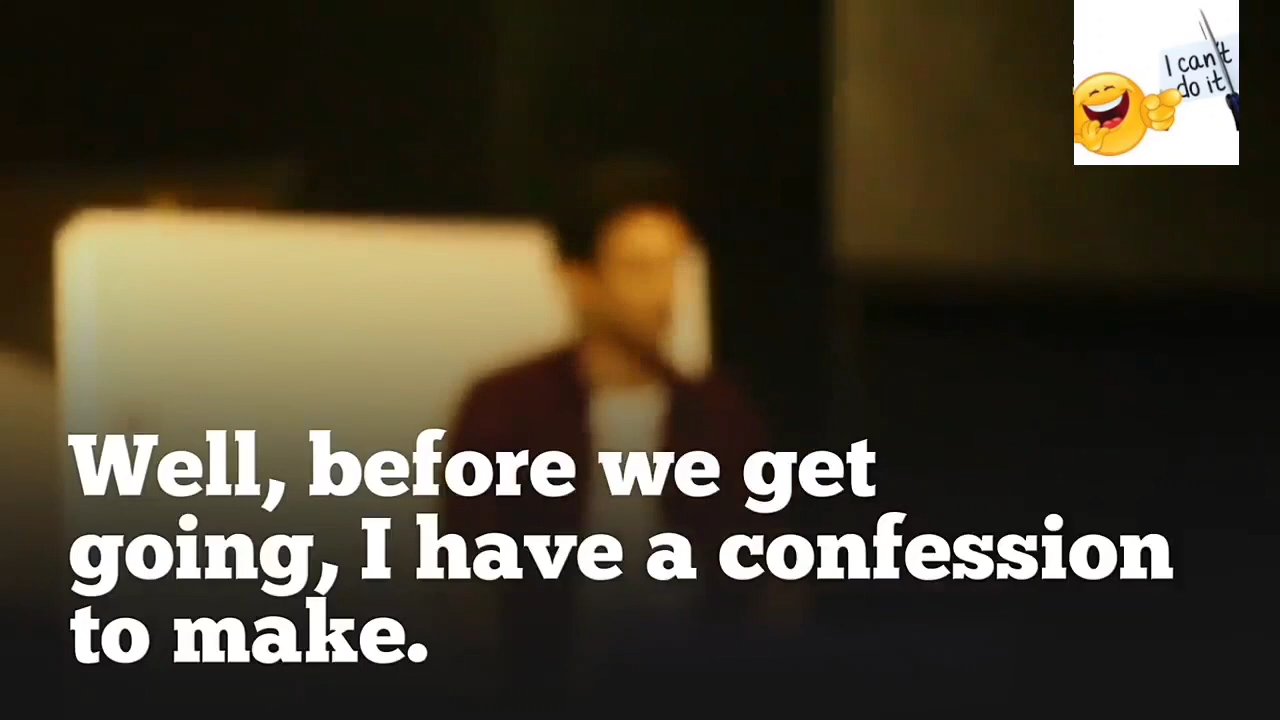 I can't
do it
Well, before we get
going, I have a confession
to make.